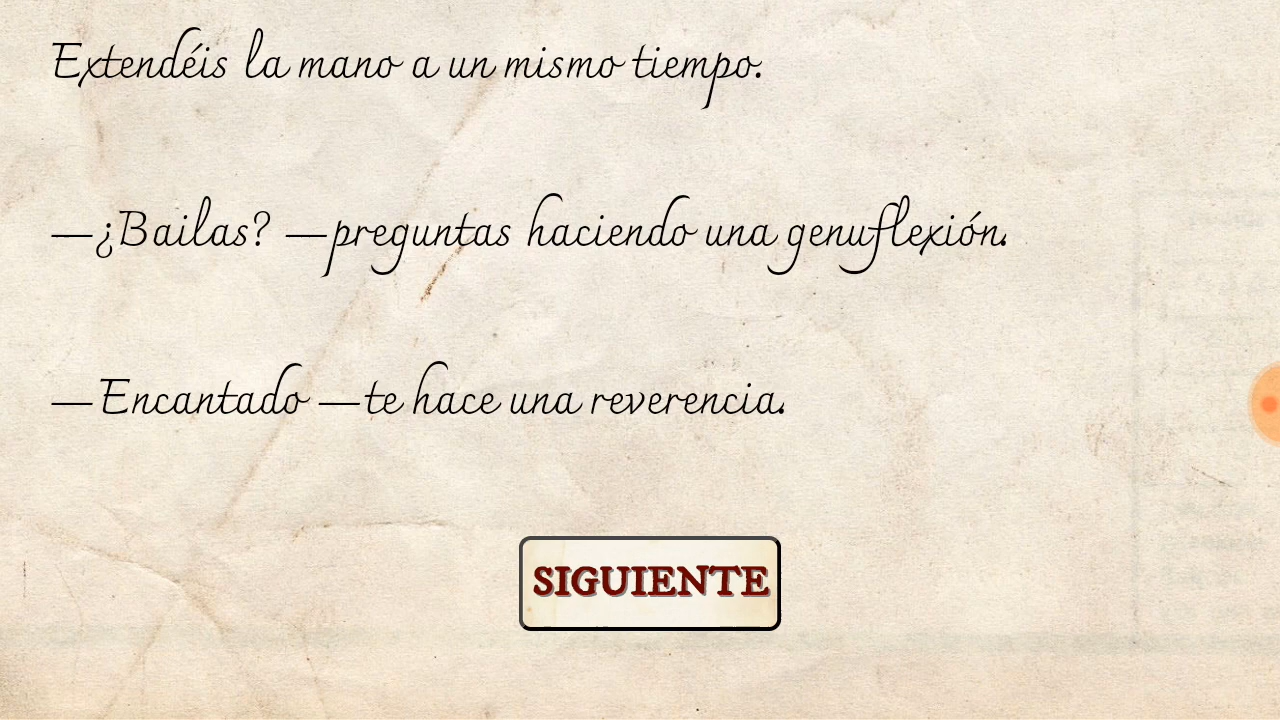 Extendéis la mano a un mismo tiempo.
—¿Bailas? —preguntas haciendo una genuflexión.
—Encantado —te hace una reverencia.
SIGUIENTE